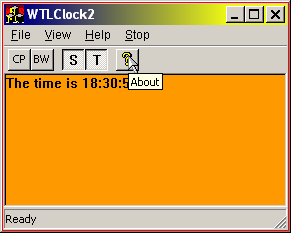 WTLClock2
File View Help Stop
CP BW S T
The time is 18:30:5
About
Ready